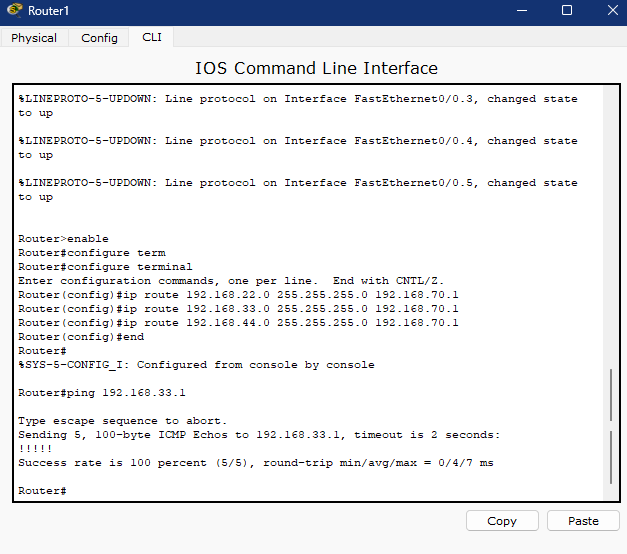 Router1
Physical Config CLI
IOS Command Line Interface
%LINEPROTO-5-UPDOWN: Line protocol on Interface FastEthernet0/0.3, changed state
to up
%LINEPROTO-5-UPDOWN: Line protocol on Interface FastEthernet0/0.4, changed state
to up
%LINEPROTO-5-UPDOWN: Line protocol on Interface FastEthernet0/0.5, changed state
to up
Router>enable
Router#configure term
Router#configure terminal
Enter configuration commands, one per line.  End with CNTL/Z.
Router(config)#ip route 192.168.22.0 255.255.255.0 192.168.70.1
Router(config)#ip route 192.168.33.0 255.255.255.0 192.168.70.1
Router(config)#ip route 192.168.44.0 255.255.255.0 192.168.70.1
Router(config)#end
Router#
%SYS-5-CONFIG_I: Configured from console by console
Router#ping 192.168.33.1
Type escape sequence to abort.
Sending 5, 100-byte ICMP Echos to 192.168.33.1, timeout is 2 seconds:
!!!!!
Success rate is 100 percent (5/5), round-trip min/avg/max = 0/4/7 ms
Router#
Copy Paste